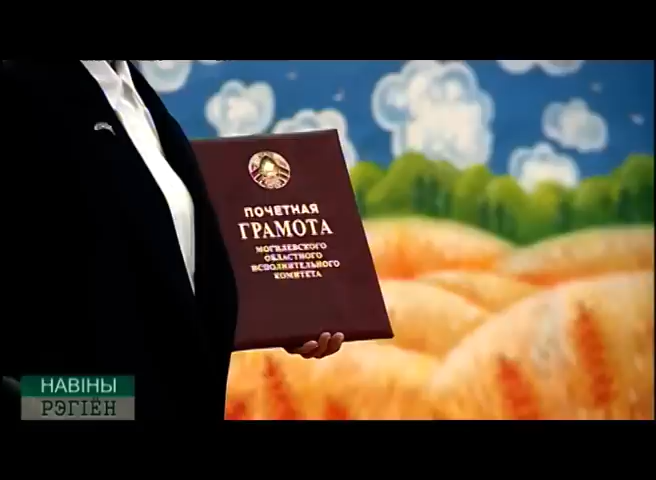 ПОЧЕТНАЯ
ГРАМОТА
МОГИЛЕВСКОГО
ОБЛАСТНОГО
ИСПОЛНИТЕЛЬНОГО
КОМИТЕТА
НАВІНЫ
РЭГІЁН